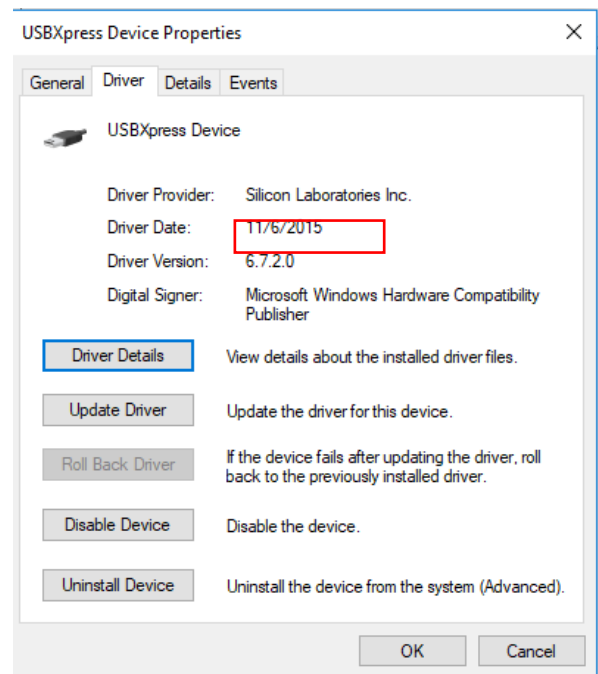 USBXpress Device Properties
General Driver Details Events
USBXpress Device
Driver Provider: Silicon Laboratories Inc.
Driver Date: 11/6/2015
Driver Version: 6.7.2.0
Digital Signer: Microsoft Windows Hardware Compatibility
Publisher
Driver Details View details about the installed driver files.
Update Driver Update the driver for this device.
Roll Back Driver If the device fails after updating the driver, roll
back to the previously installed driver.
Disable Device Disable the device.
Uninstall Device Uninstall the device from the system (Advanced).
OK Cancel